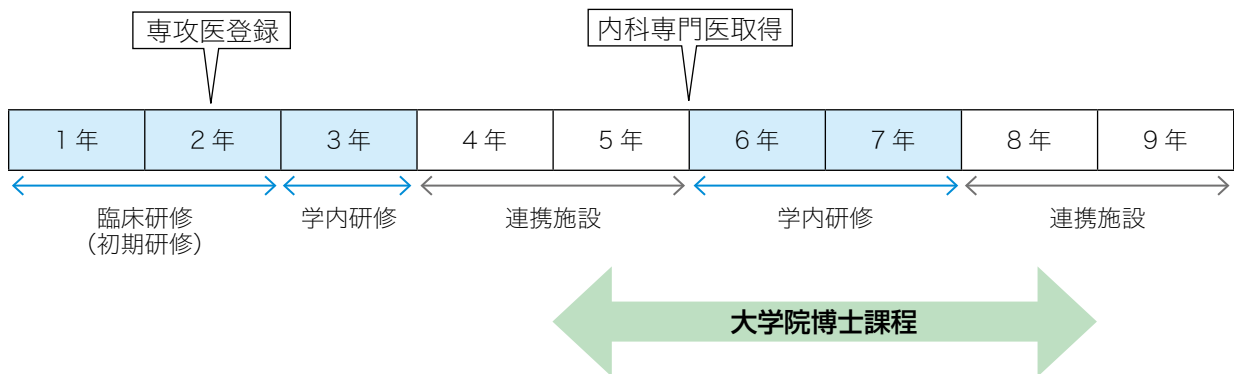 専攻医登録
内科専門医取得
1年
2年
3年
4年
5年
6年
7年
8年
9年
臨床研修
（初期研修）
学内研修
連携施設
学内研修
連携施設
大学院博士課程